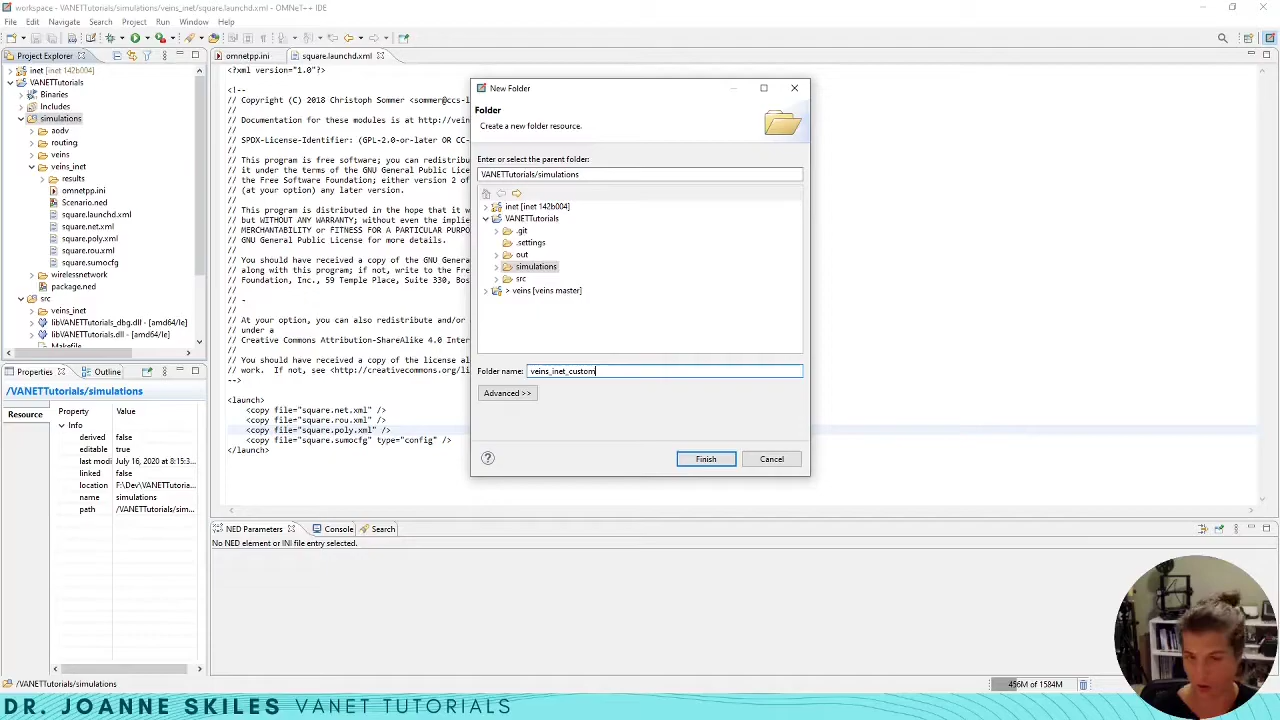 workspace - VANETTutorials/simulations/veins_inet/square.launchd.xml - OMNeT++ IDE
File Edit Navigate Search Project Run Window Help
Project Explorer
inet [inet 142b004]
VANETTutorials
Binaries
Includes
simulations
aodv
routing
veins
veins_inet
results
omnetpp.ini
Scenario.ned
square.launchd.xml
square.net.xml
square.poly.xml
square.rou.xml
square.sumocfg
wirelessnetwork
package.ned
src
veins_inet
libVANETTutorials_dbg.dll - [amd64/le]
libVANETTutorials.dll - [amd64/le]
Makefile
Properties Outline
/VANETTutorials/simulations
Resource
Property Value
Info
derived false
editable true
last modi July 16, 2020 at 8:15:3
linked false
location F:\Dev\VANETTutoria...
name simulations
path /VANETTutorials/sim...
omnetpp.ini square.launchd.xml
<?xml version="1.0"?>
<!--
// Copyright (C) 2018 Christoph Sommer <sommer@ccs-l
//
// Documentation for these modules is at http://vein
//
// SPDX-License-Identifier: (GPL-2.0-or-later OR CC-
//
// This program is free software; you can redistribut
// it under the terms of the GNU General Public Licen
// the Free Software Foundation; either version 2 of
// (at your option) any later version.
//
// This program is distributed in the hope that it w
// but WITHOUT ANY WARRANTY; without even the implie
// MERCHANTABILITY or FITNESS FOR A PARTICULAR PURPO
// GNU General Public License for more details.
//
// You should have received a copy of the GNU Genera
// along with this program; if not, write to the Fre
// Foundation, Inc., 59 Temple Place, Suite 330, Bos
//
// -
//
// At your option, you can also redistribute and/or
// under a
// Creative Commons Attribution-ShareAlike 4.0 Inter
//
// You should have received a copy of the license al
// work. If not, see <http://creativecommons.org/lic
-->
<launch>
<copy file="square.net.xml" />
<copy file="square.rou.xml" />
<copy file="square.poly.xml" />
<copy file="square.sumocfg" type="config" />
</launch>
New Folder
Folder
Create a new folder resource.
Enter or select the parent folder:
VANETTutorials/simulations
inet [inet 142b004]
VANETTutorials
.git
.settings
out
simulations
src
> veins [veins master]
Folder name: veins_inet_custom
Advanced >>
Finish Cancel
NED Parameters Console Search
No NED element or INI file entry selected.
/VANETTutorials/simulations
456M of 1584M
DR. JOANNE SKILES VANET TUTORIALS